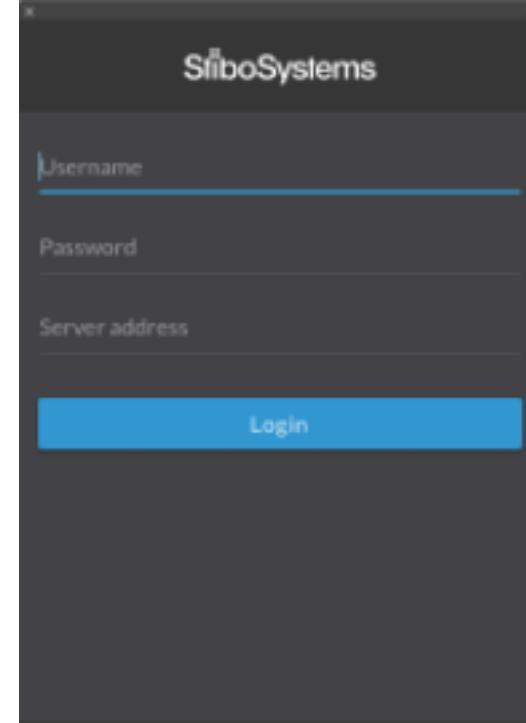 StiboSystems
Username
Password
Server address
Login